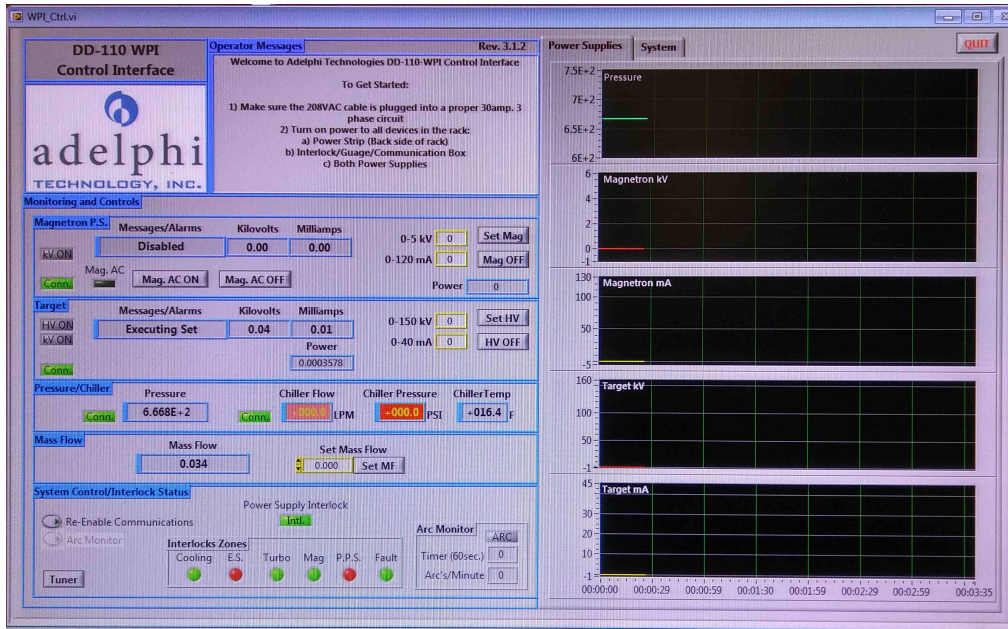 WPI_Ctrl.vi
DD-110 WPI
Control Interface
adelphi
TECHNOLOGY, INC.
Operator Messages
Rev. 3.1.2
Welcome to Adelphi Technologies DD-110-WPI Control Interface
To Get Started:
1) Make sure the 208VAC cable is plugged into a proper 30amp. 3
phase circuit
2) Turn on power to all devices in the rack:
a) Power Strip (Back side of rack)
b) Interlock/Guage/Communication Box
c) Both Power Supplies
Monitoring and Controls
Magnetron P.S.
Messages/Alarms Kilovolts Milliamps
Disabled 0.00 0.00
kV ON
Conn.
Mag. AC
Mag. AC ON Mag. AC OFF
0-5 kV 0 Set Mag
0-120 mA 0 Mag OFF
Power 0
Target
Messages/Alarms Kilovolts Milliamps
HV ON
kV ON
Executing Set 0.04 0.01
Power
0.0003578
Conn.
0-150 kV 0 Set HV
0-40 mA 0 HV OFF
Pressure/Chiller
Pressure Chiller Flow Chiller Pressure ChillerTemp
Conn. 6.668E+2 Conn. +000.0 LPM +000.0 PSI +016.4 F
Mass Flow
Mass Flow Set Mass Flow
0.034 0.000 Set MF
System Control/Interlock Status
Re-Enable Communications
Arc Monitor
Tuner
Power Supply Interlock
Intl.
Interlocks Zones
Cooling E.S. Turbo Mag P.P.S. Fault
Arc Monitor
ARC
Timer (60sec.) 0
Arc's/Minute 0
Power Supplies System
QUIT
Pressure
7.5E+2
7E+2
6.5E+2
6E+2
Magnetron kV
6
4
2
0
-1
Magnetron mA
130
100
50
-5
Target kV
160
100
50
-1
Target mA
45
30
20
10
-1
00:00:00 00:00:29 00:00:59 00:01:30 00:01:59 00:02:29 00:02:59 00:03:35